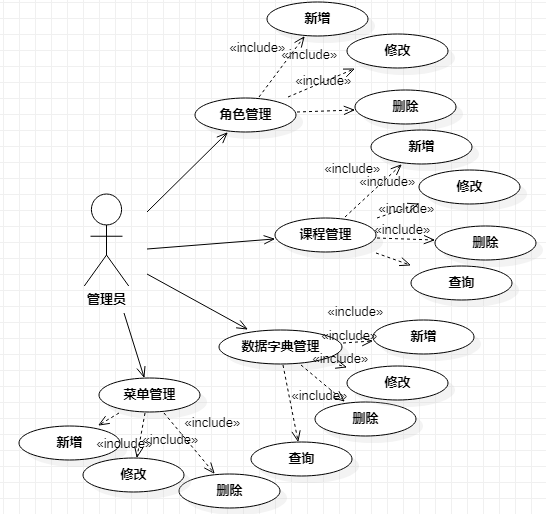 新增
«include»
«include»
修改
«include»
删除
角色管理
新增
«include»
«include»
修改
«include»
«include»
课程管理
删除
查询
管理员
«include»
新增
«include»
数据字典管理
«include»
修改
«include»
删除
查询
菜单管理
«include»
新增
«include»
«include»
修改
删除